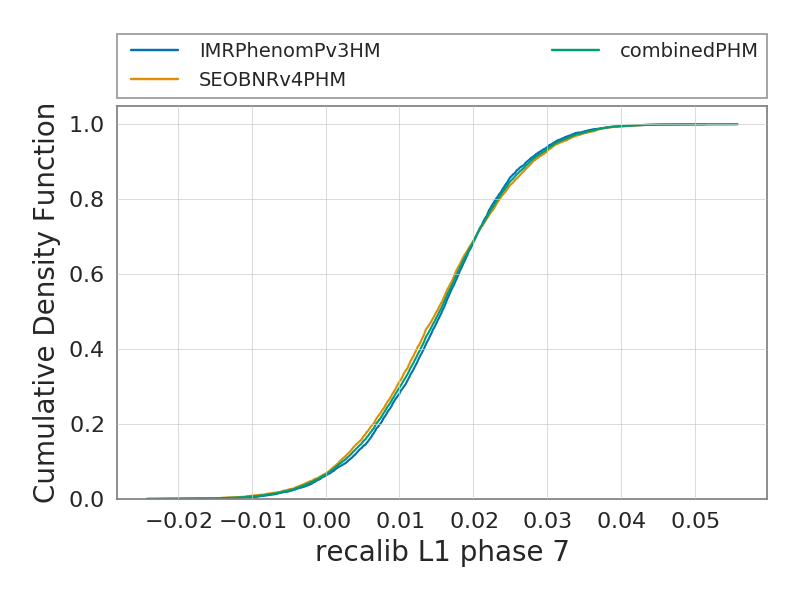 IMRPhenomPv3HM
SEOBNRv4PHM
combinedPHM
Cumulative Density Function
1.0
0.8
0.6
0.4
0.2
0.0
−0.02 −0.01 0.00 0.01 0.02 0.03 0.04 0.05
recalib L1 phase 7